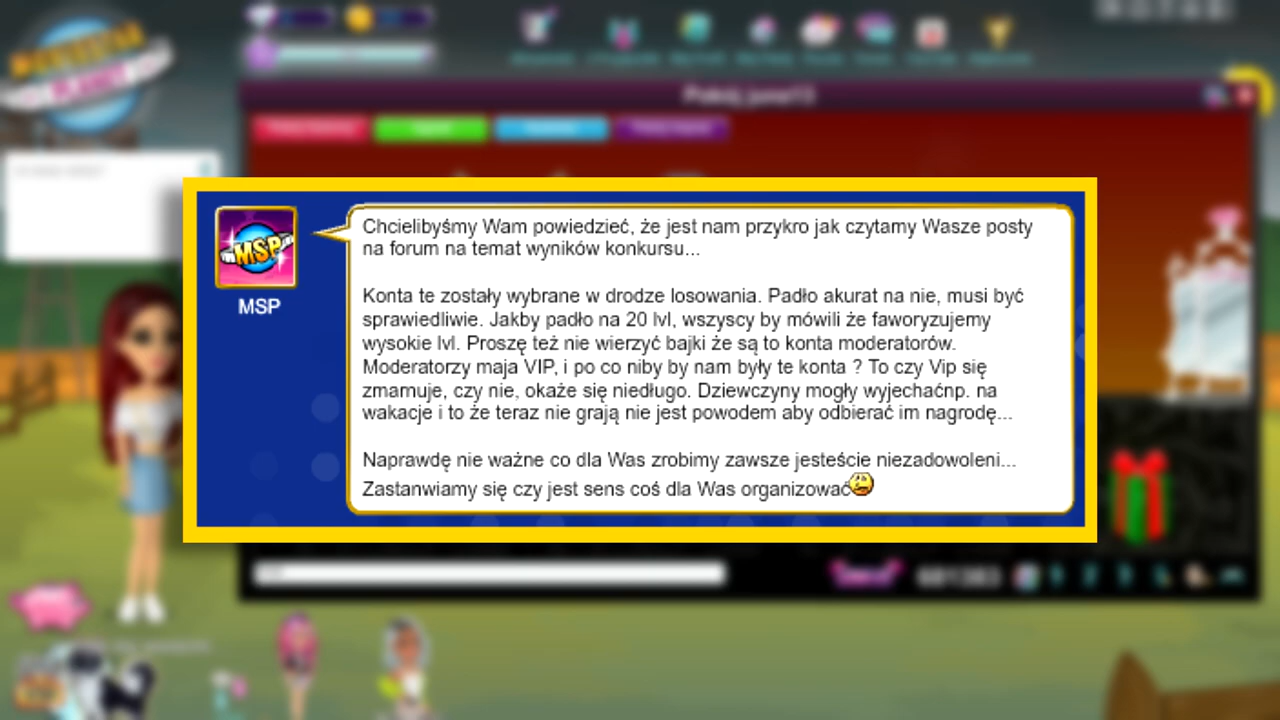 MOVIESTAR
PLANET
MSP
MSP
Chcielibyśmy Wam powiedzieć, że jest nam przykro jak czytamy Wasze posty
na forum na temat wyników konkursu...
Konta te zostały wybrane w drodze losowania. Padło akurat na nie, musi być
sprawiedliwie. Jakby padło na 20 lvl, wszyscy by mówili że faworyzujemy
wysokie lvl. Proszę też nie wierzyć bajki że są to konta moderatorów.
Moderatorzy maja VIP, i po co niby by nam były te konta ? To czy Vip się
zmamuje, czy nie, okaże się niedługo. Dziewczyny mogły wyjechaćnp. na
wakacje i to że teraz nie grają nie jest powodem aby odbierać im nagrodę...
Naprawdę nie ważne co dla Was zrobimy zawsze jesteście niezadowoleni...
Zastanwiamy się czy jest sens coś dla Was organizować